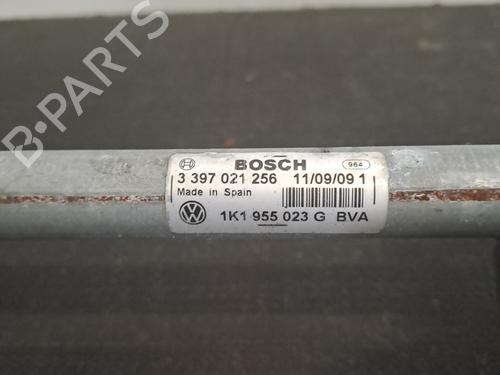 B-PARTS
BOSCH
964
3 397 021 256 11/09/09 1
Made in Spain
1K1 955 023 G BVA